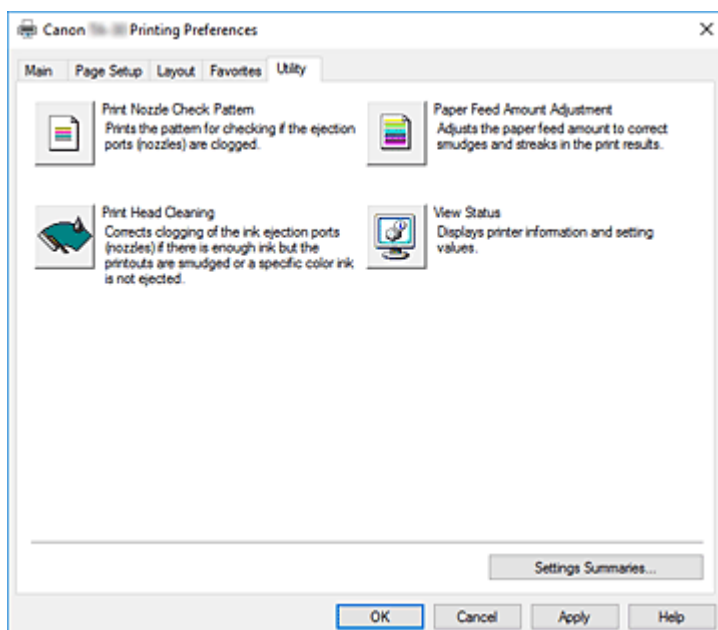 Canon Printing Preferences
Main Page Setup Layout Favorites Utility
Print Nozzle Check Pattern
Prints the pattern for checking if the ejection
ports (nozzles) are clogged.
Paper Feed Amount Adjustment
Adjusts the paper feed amount to correct
smudges and streaks in the print results.
Print Head Cleaning
Corrects clogging of the ink ejection ports
(nozzles) if there is enough ink but the
printouts are smudged or a specific color ink
is not ejected.
View Status
Displays printer information and setting
values.
Settings Summaries...
OK Cancel Apply Help